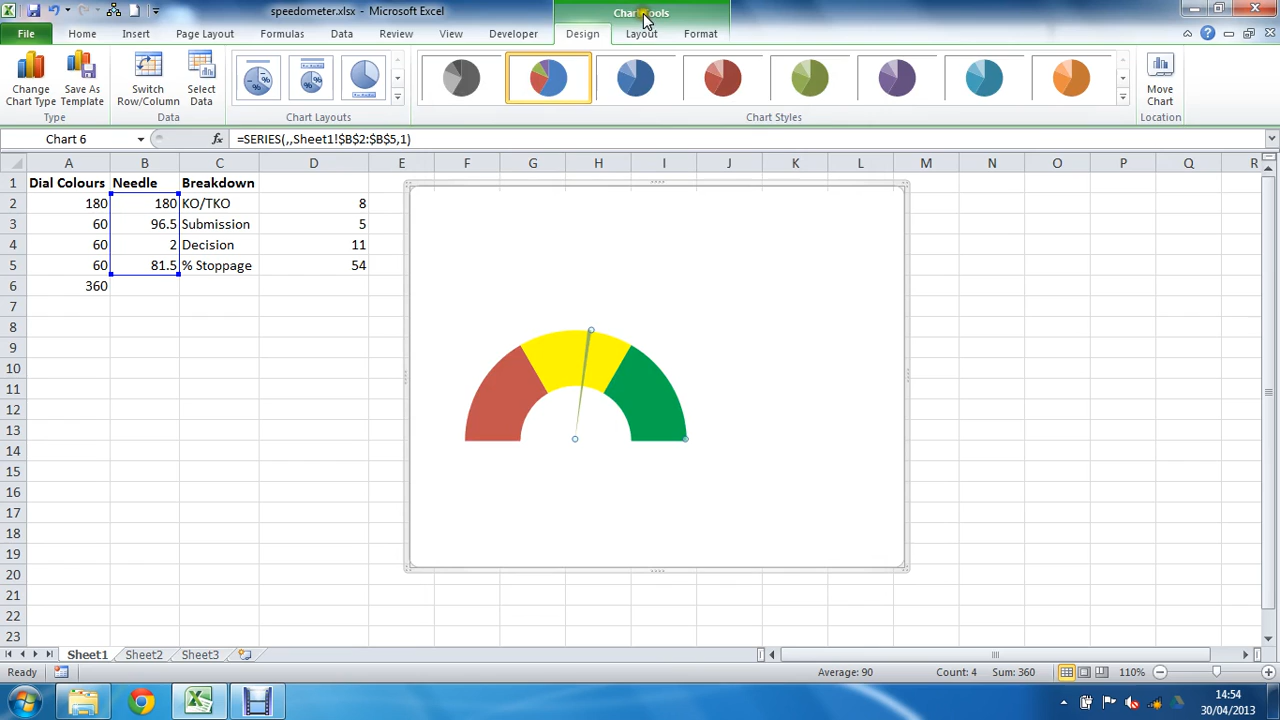 speedometer.xlsx - Microsoft Excel
Chart Tools
File Home Insert Page Layout Formulas Data Review View Developer Design Layout Format
Change Chart Type
Save As Template
Switch Row/Column
Select Data
Move Chart
Type Data Chart Layouts Chart Styles Location
Chart 6 fx =SERIES(,,Sheet1!$B$2:$B$5,1)
A B C D E F G H I J K L M N O P Q R
1 Dial Colours Needle Breakdown
2 180 180 KO/TKO 8
3 60 96.5 Submission 5
4 60 2 Decision 11
5 60 81.5 % Stoppage 54
6 360
7
8
9
10
11
12
13
14
15
16
17
18
19
20
21
22
23
Sheet1 Sheet2 Sheet3
Ready Average: 90 Count: 4 Sum: 360 110%
14:54
30/04/2013